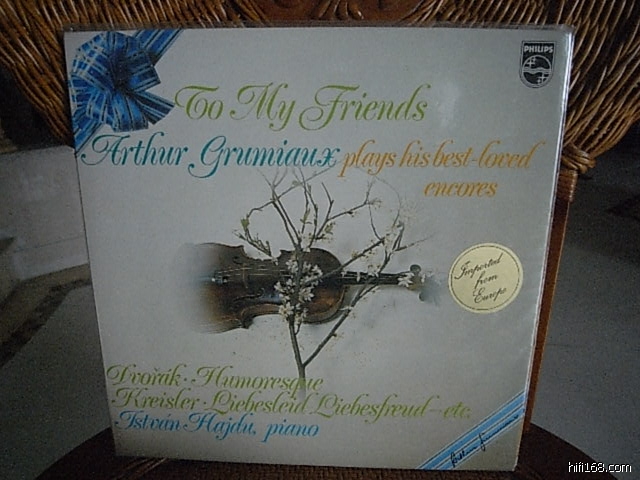 PHILIPS
To My Friends
Arthur Grumiaux plays his best-loved
encores
Imported
from
Europe
Dvořák · Humoresque
Kreisler · Liebesleid, Liebesfreud - etc.
István Hajdu, piano
hifi168.com